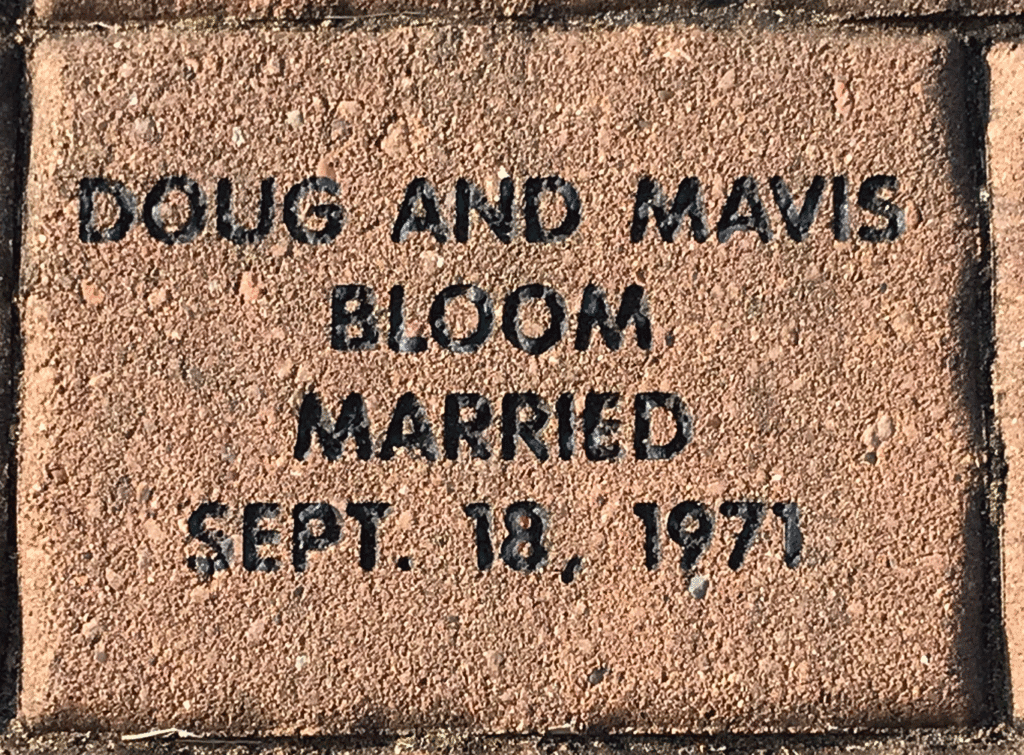 DOUG AND MAVIS
BLOOM
MARRIED
SEPT. 18, 1971